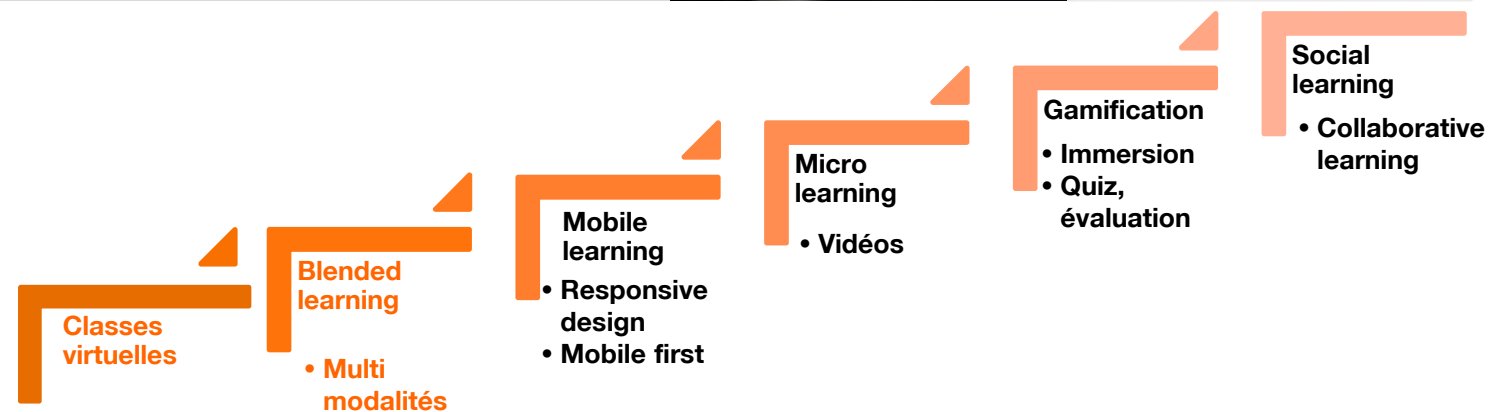 Classes
virtuelles
Blended
learning
• Multi
modalités
Mobile
learning
• Responsive
design
• Mobile first
Micro
learning
• Vidéos
Gamification
• Immersion
• Quiz,
évaluation
Social
learning
• Collaborative
learning